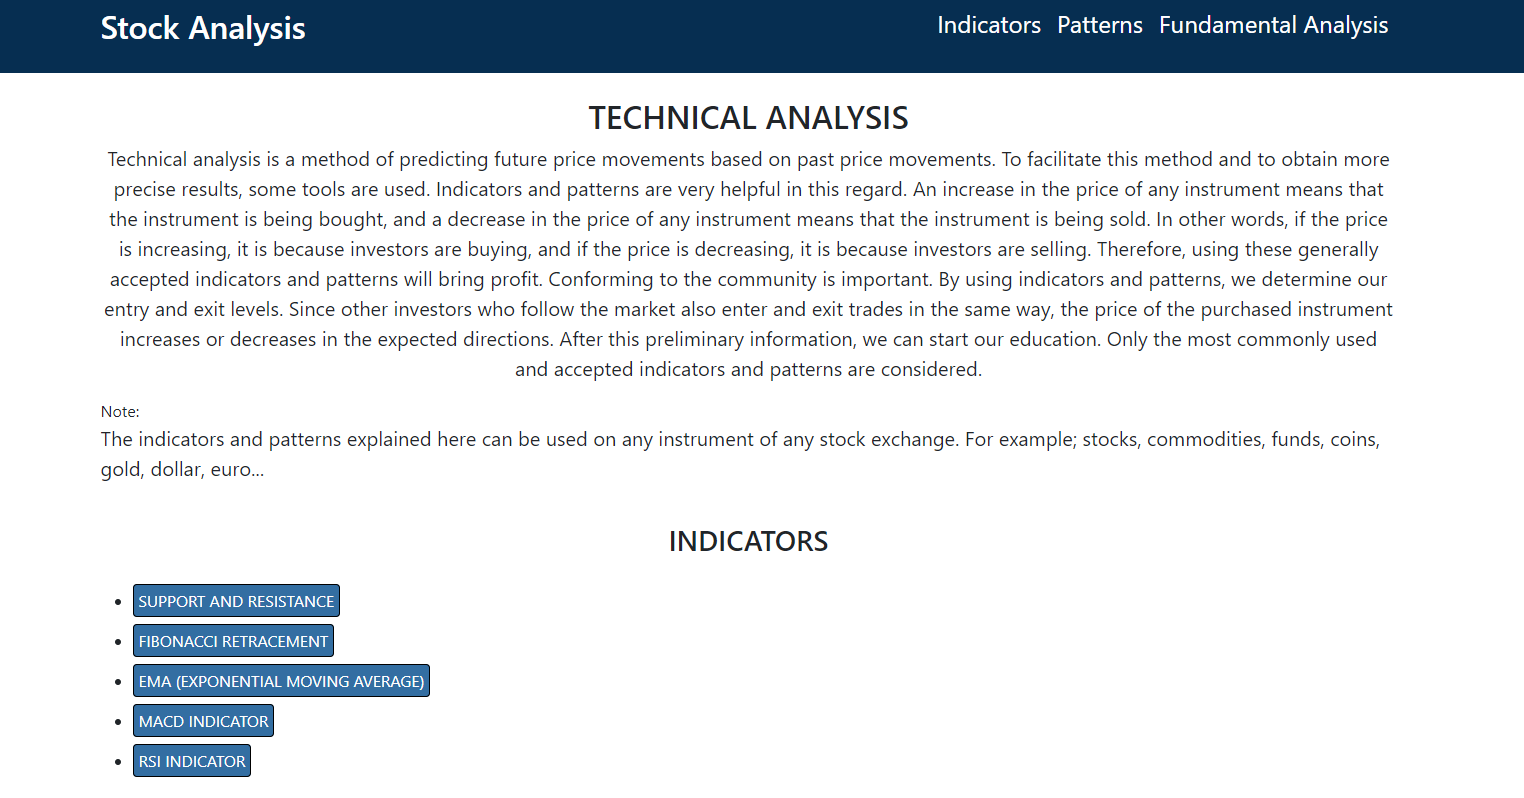 Stock Analysis
Indicators Patterns Fundamental Analysis
TECHNICAL ANALYSIS
Technical analysis is a method of predicting future price movements based on past price movements. To facilitate this method and to obtain more
precise results, some tools are used. Indicators and patterns are very helpful in this regard. An increase in the price of any instrument means that
the instrument is being bought, and a decrease in the price of any instrument means that the instrument is being sold. In other words, if the price
is increasing, it is because investors are buying, and if the price is decreasing, it is because investors are selling. Therefore, using these generally
accepted indicators and patterns will bring profit. Conforming to the community is important. By using indicators and patterns, we determine our
entry and exit levels. Since other investors who follow the market also enter and exit trades in the same way, the price of the purchased instrument
increases or decreases in the expected directions. After this preliminary information, we can start our education. Only the most commonly used
and accepted indicators and patterns are considered.
Note:
The indicators and patterns explained here can be used on any instrument of any stock exchange. For example; stocks, commodities, funds, coins,
gold, dollar, euro...
INDICATORS
SUPPORT AND RESISTANCE
FIBONACCI RETRACEMENT
EMA (EXPONENTIAL MOVING AVERAGE)
MACD INDICATOR
RSI INDICATOR